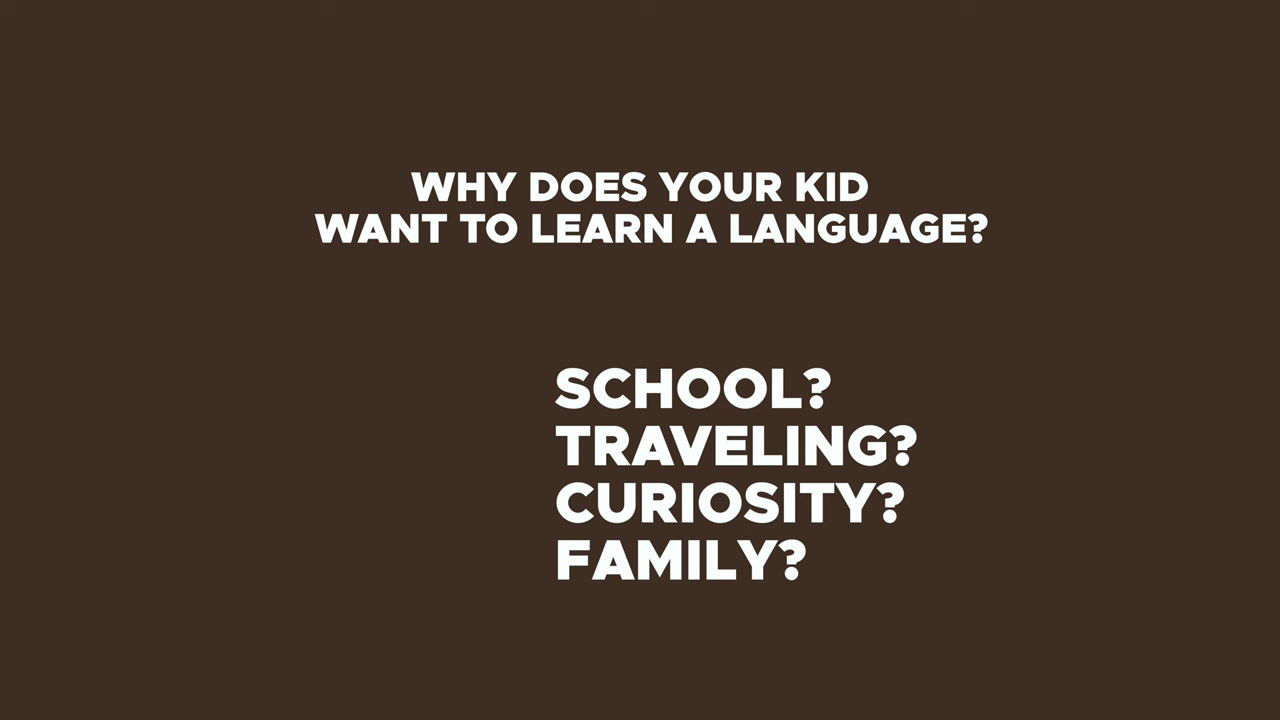 WHY DOES YOUR KID
WANT TO LEARN A LANGUAGE?
SCHOOL?
TRAVELING?
CURIOSITY?
FAMILY?